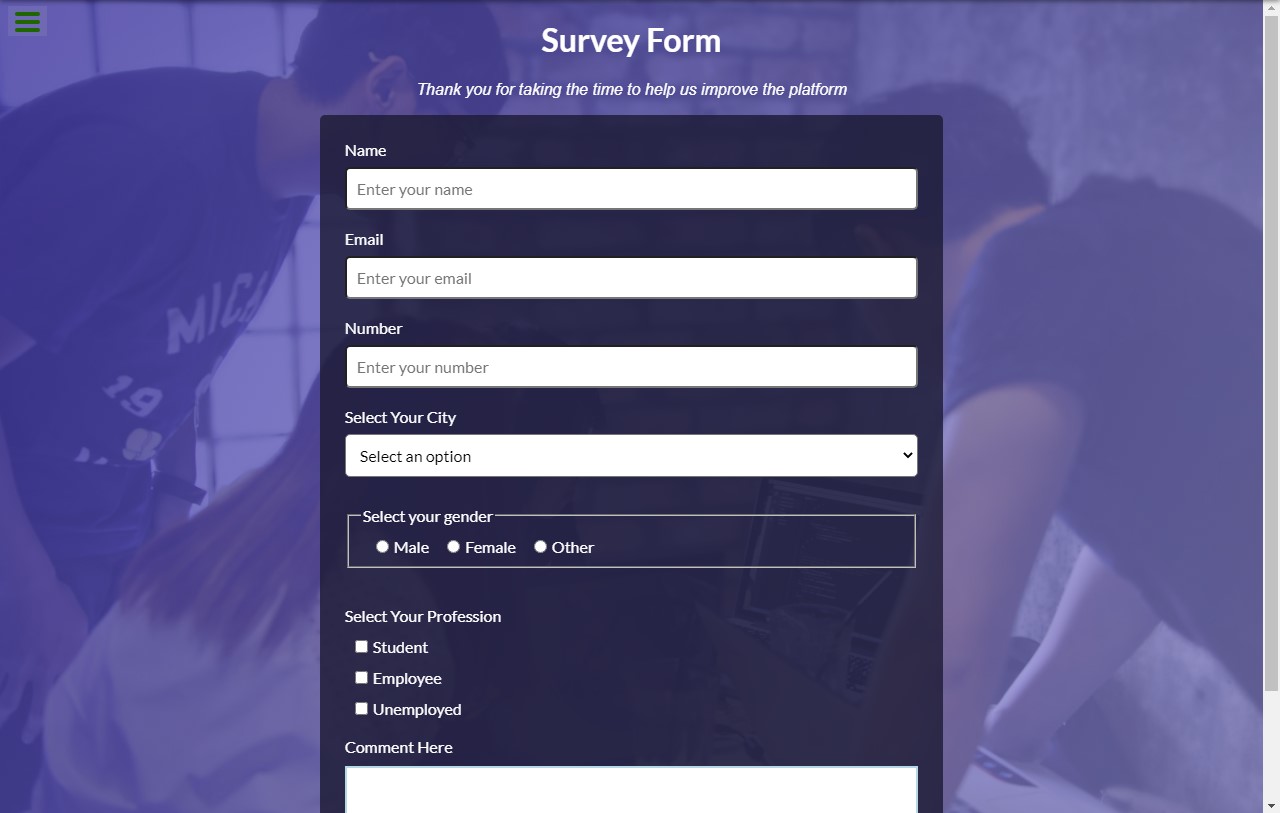 Survey Form
Thank you for taking the time to help us improve the platform
Name
Enter your name
Email
Enter your email
Number
Enter your number
Select Your City
Select an option
Select your gender
Male Female Other
Select Your Profession
Student
Employee
Unemployed
Comment Here
MICH
19